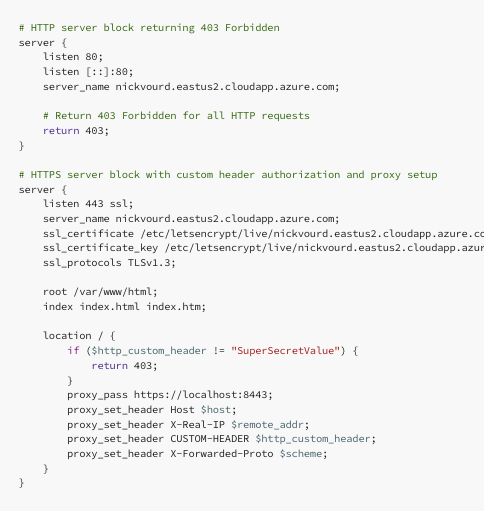 # HTTP server block returning 403 Forbidden
server {
    listen 80;
    listen [::]:80;
    server_name nickvourd.eastus2.cloudapp.azure.com;

    # Return 403 Forbidden for all HTTP requests
    return 403;
}

# HTTPS server block with custom header authorization and proxy setup
server {
    listen 443 ssl;
    server_name nickvourd.eastus2.cloudapp.azure.com;
    ssl_certificate /etc/letsencrypt/live/nickvourd.eastus2.cloudapp.azure.co
    ssl_certificate_key /etc/letsencrypt/live/nickvourd.eastus2.cloudapp.azur
    ssl_protocols TLSv1.3;

    root /var/www/html;
    index index.html index.htm;

    location / {
        if ($http_custom_header != "SuperSecretValue") {
            return 403;
        }
        proxy_pass https://localhost:8443;
        proxy_set_header Host $host;
        proxy_set_header X-Real-IP $remote_addr;
        proxy_set_header CUSTOM-HEADER $http_custom_header;
        proxy_set_header X-Forwarded-Proto $scheme;
    }
}